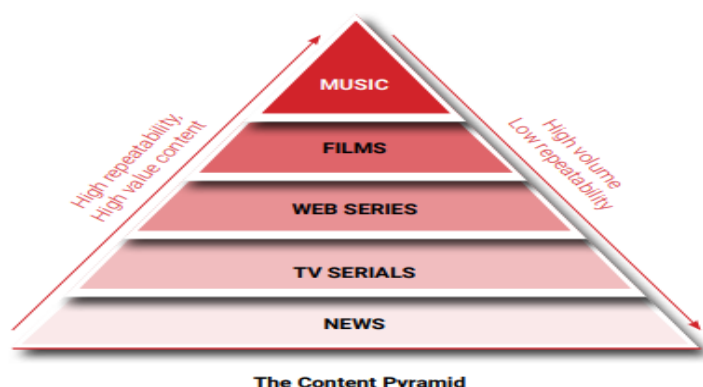 MUSIC
High repeatability,
High value content
High volume
Low repeatability
FILMS
WEB SERIES
TV SERIALS
NEWS
The Content Pyramid